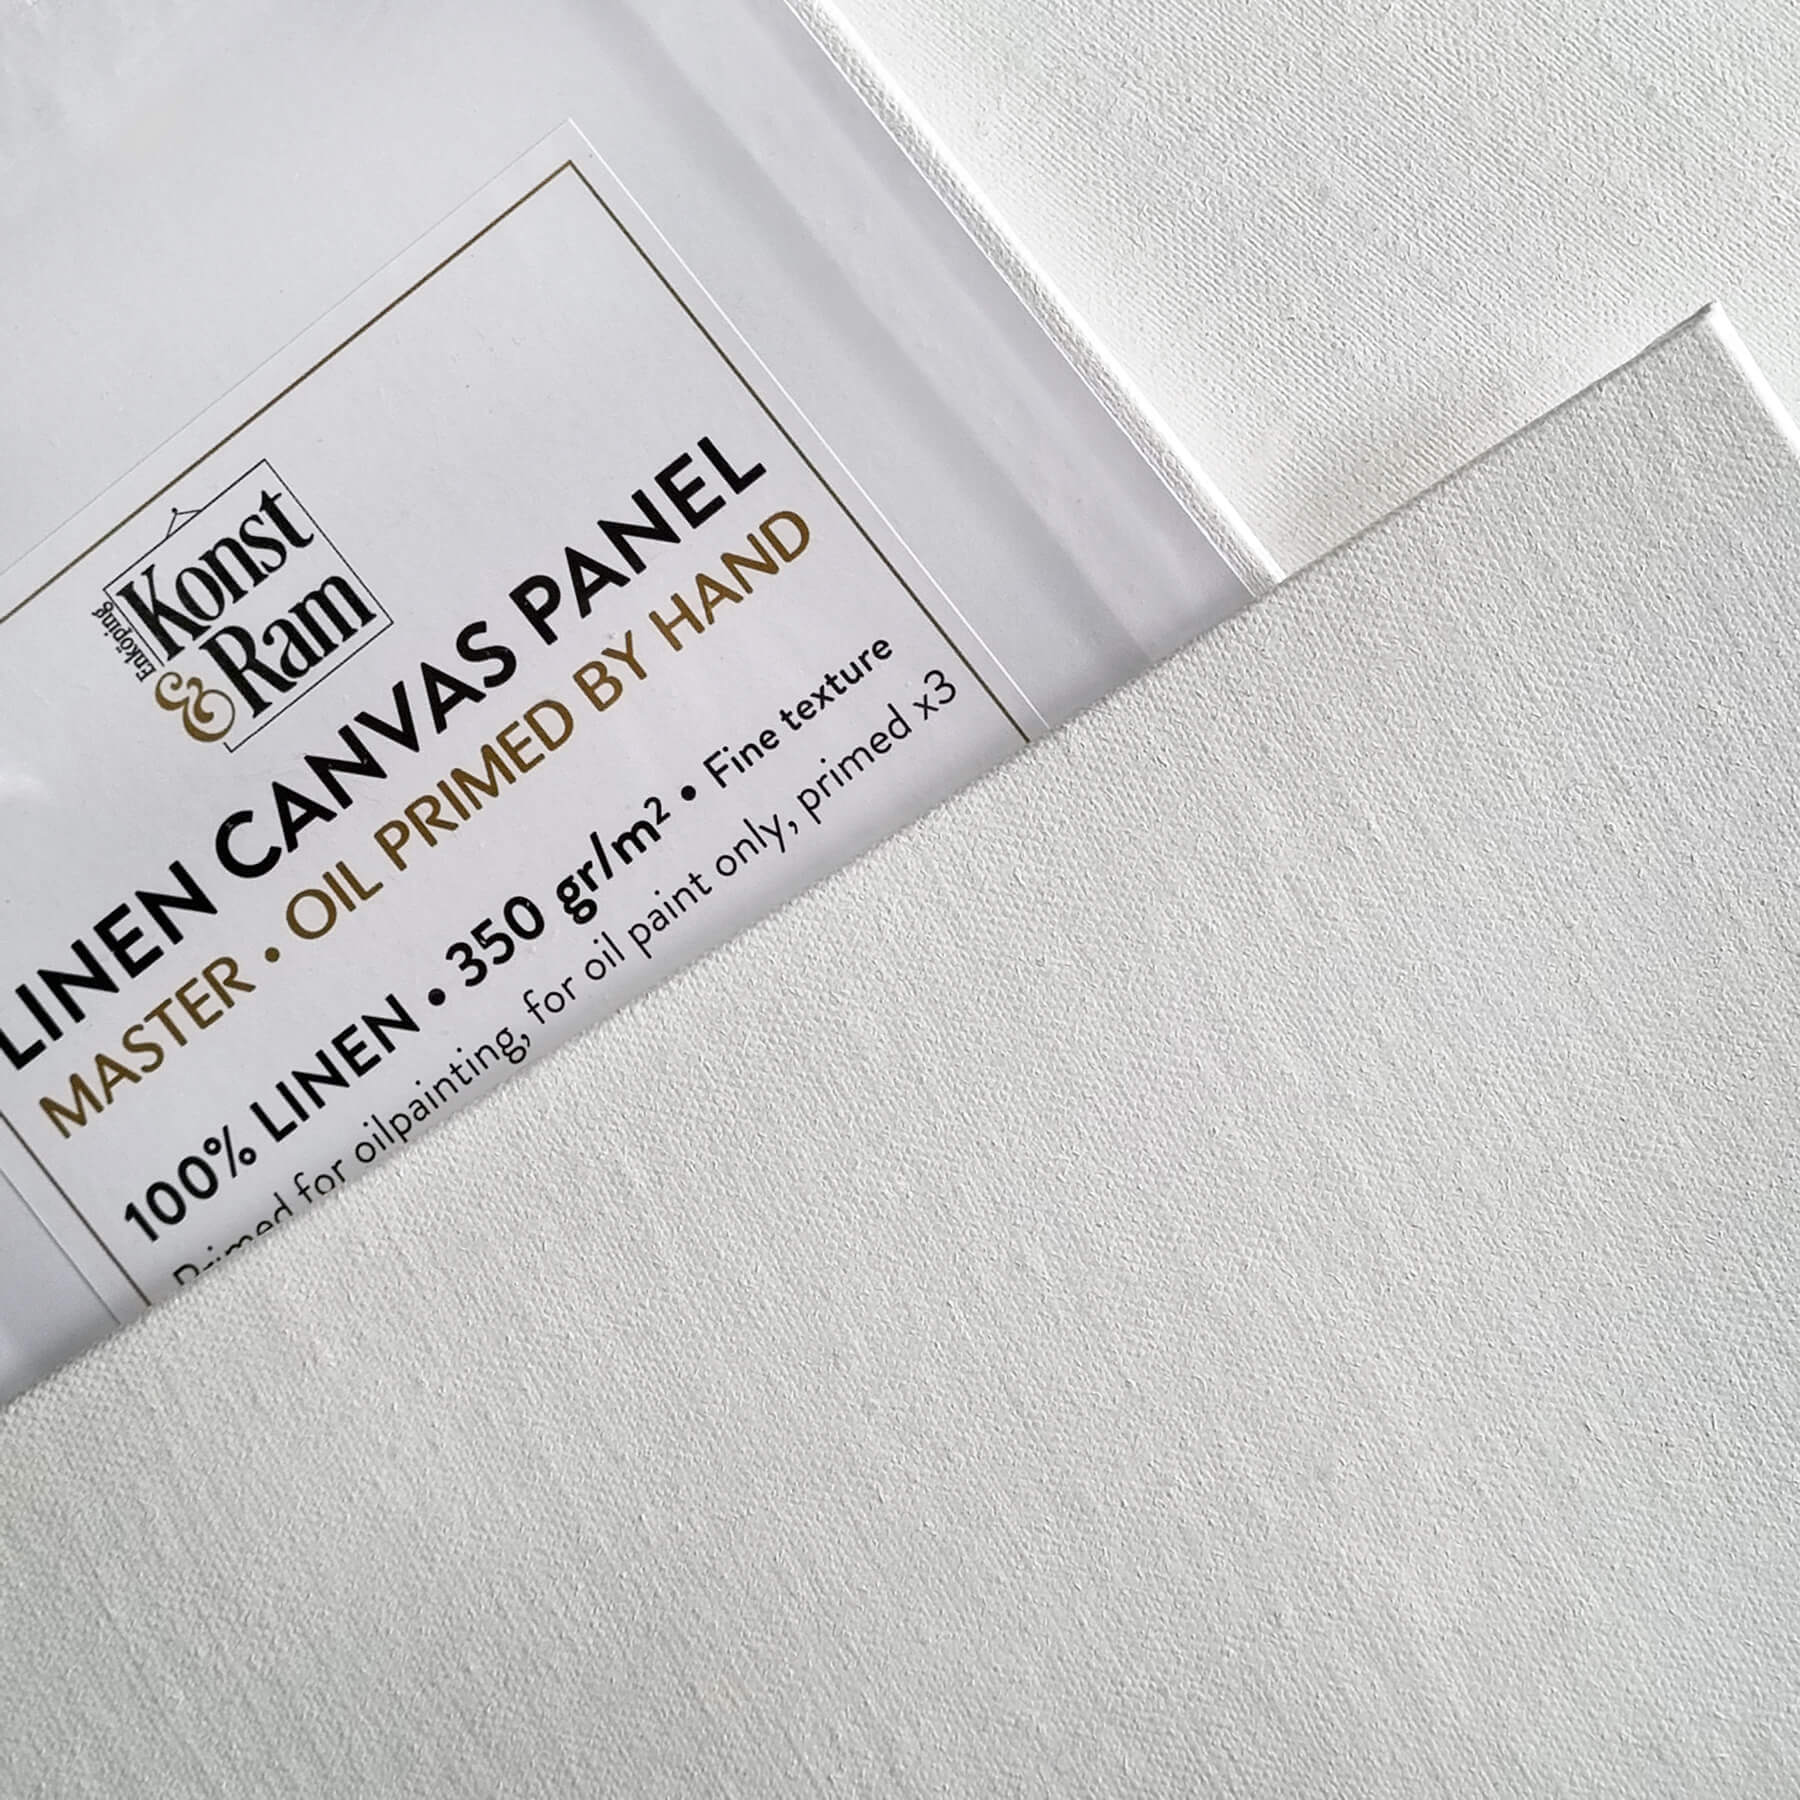 Enköping
Konst
& Ram
LINEN CANVAS PANEL
MASTER • OIL PRIMED BY HAND
100% LINEN • 350 gr/m² • Fine texture
Primed for oilpainting, for oil paint only, primed x3